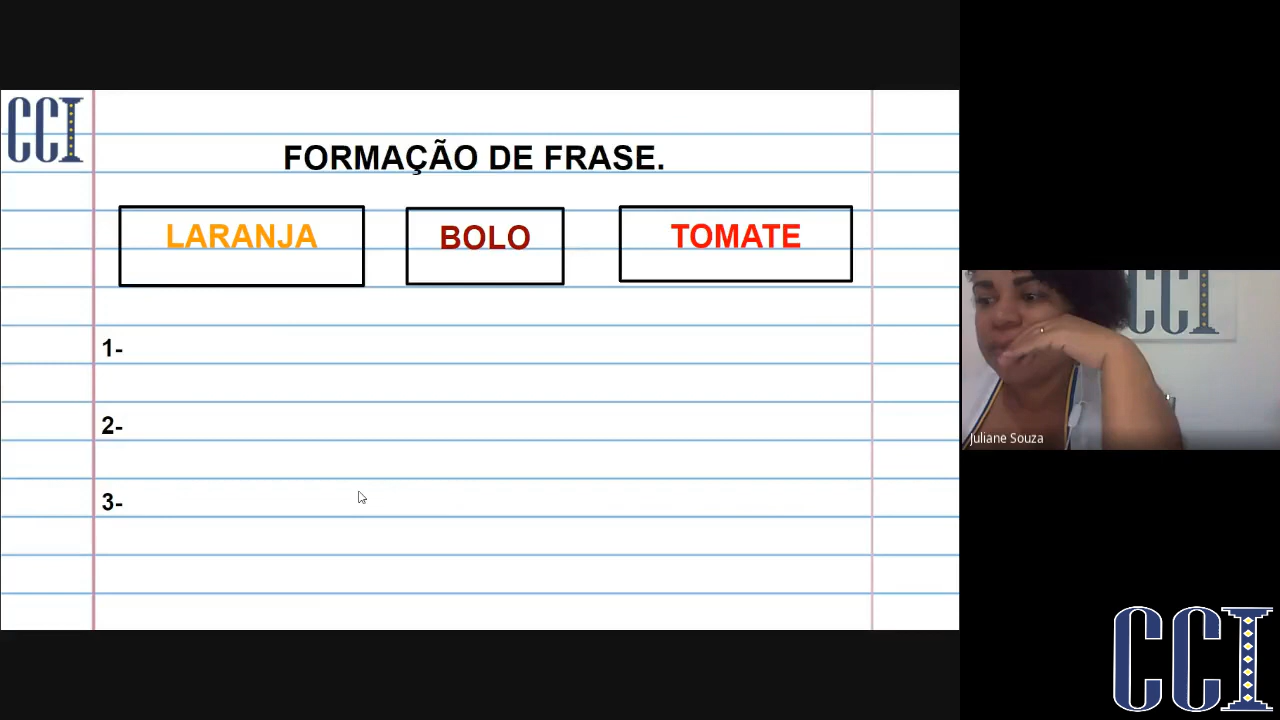 CCI
FORMAÇÃO DE FRASE.
LARANJA BOLO TOMATE
1-
2-
3-
CCI
Juliane Souza
CCI